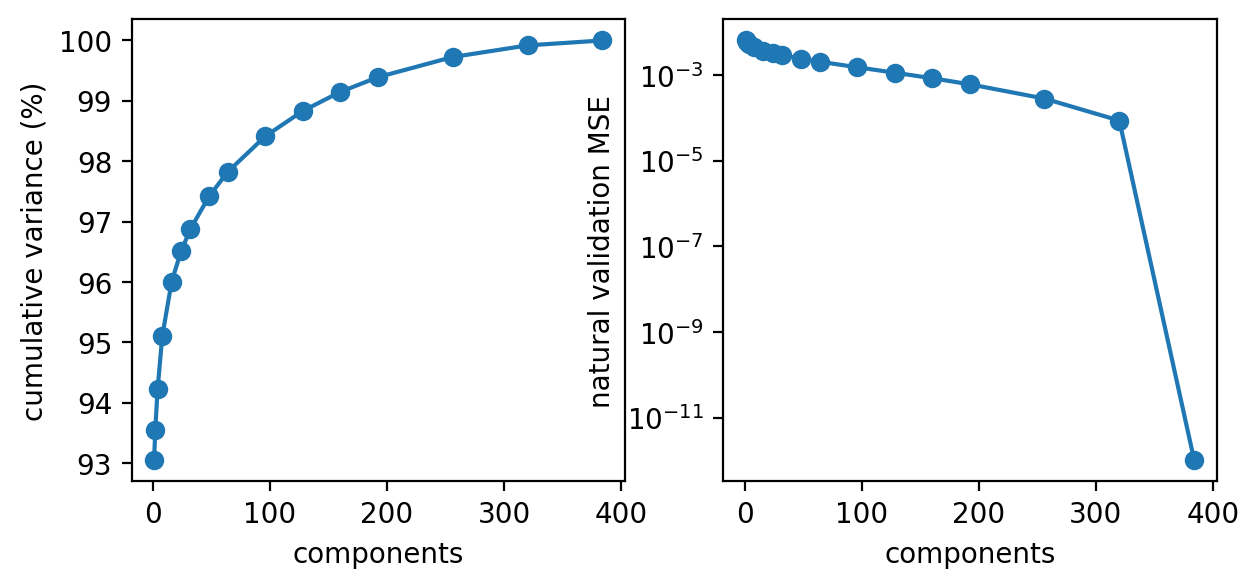 cumulative variance (%)
100
99
98
97
96
95
94
93
0 100 200 300 400
components
natural validation MSE
10⁻³
10⁻⁵
10⁻⁷
10⁻⁹
10⁻¹¹
0 100 200 300 400
components